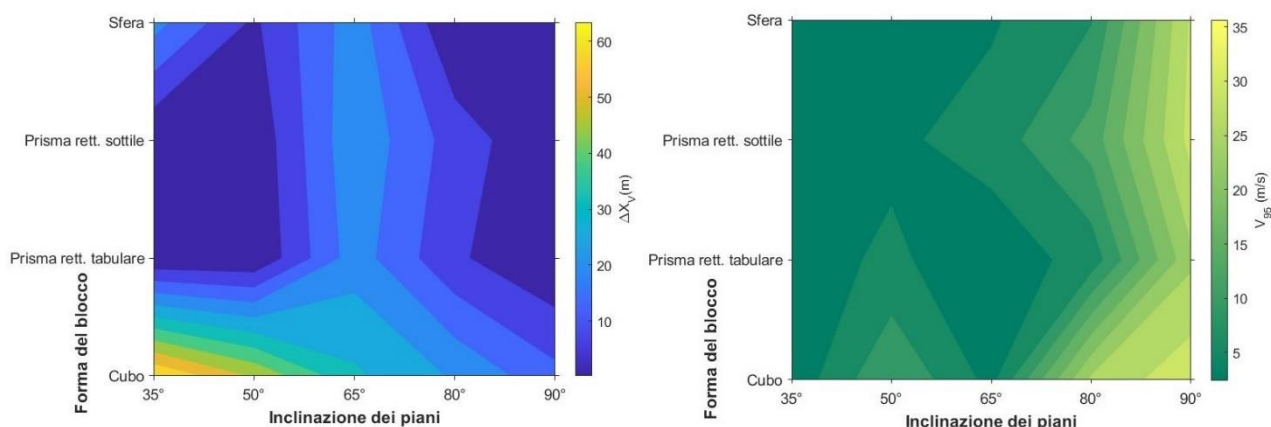 Sfera
Prisma rett. sottile
Prisma rett. tabulare
Cubo
Forma del blocco
35°
50°
65°
80°
90°
Inclinazione dei piani
60
50
40
30
20
10
ΔX_V(m)
Sfera
Prisma rett. sottile
Prisma rett. tabulare
Cubo
Forma del blocco
35°
50°
65°
80°
90°
Inclinazione dei piani
35
30
25
20
15
10
5
V_95 (m/s)